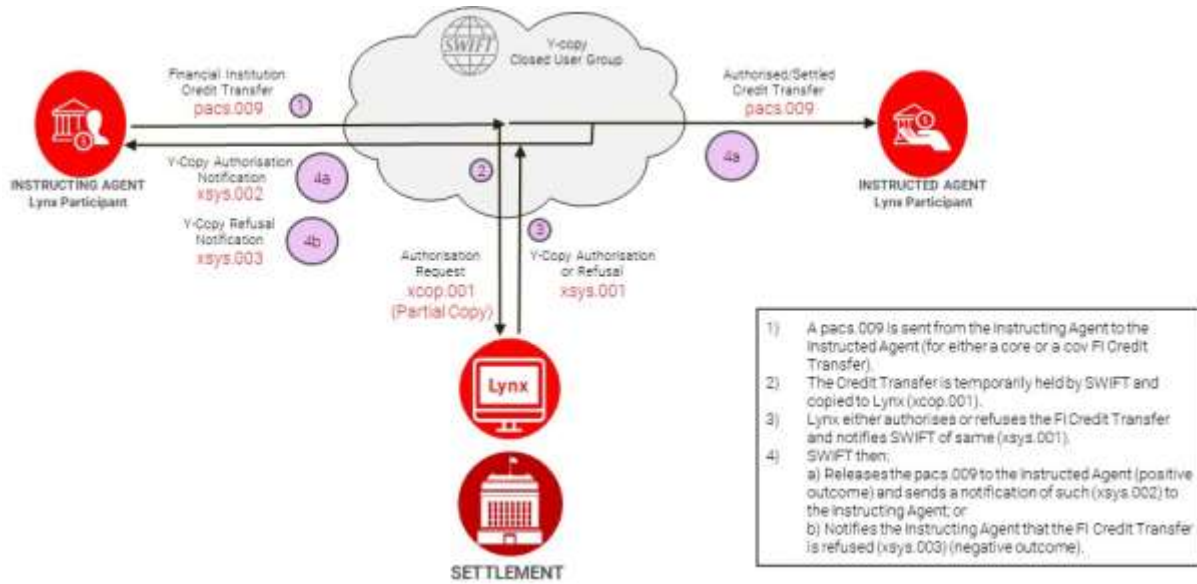 SWIFT
Y-copy
Closed User Group
Financial Institution
Credit Transfer
pacs.009
1
Authorised/Settled
Credit Transfer
pacs.009
INSTRUCTING AGENT
Lynx Participant
Y-Copy Authorisation
Notification
xsys.002
4a
2
4a
INSTRUCTED AGENT
Lynx Participant
Y-Copy Refusal
Notification
xsys.003
4b
3
Authorisation
Request
xcop.001
(Partial Copy)
Y-Copy Authorisation
or Refusal
xsys.001
Lynx
SETTLEMENT
1) A pacs.009 is sent from the Instructing Agent to the
Instructed Agent (for either a core or a cov FI Credit
Transfer).
2) The Credit Transfer is temporarily held by SWIFT and
copied to Lynx (xcop.001).
3) Lynx either authorises or refuses the FI Credit Transfer
and notifies SWIFT of same (xsys.001).
4) SWIFT then:
a) Releases the pacs.009 to the Instructed Agent (positive
outcome) and sends a notification of such (xsys.002) to
the Instructing Agent; or
b) Notifies the Instructing Agent that the FI Credit Transfer
is refused (xsys.003) (negative outcome).